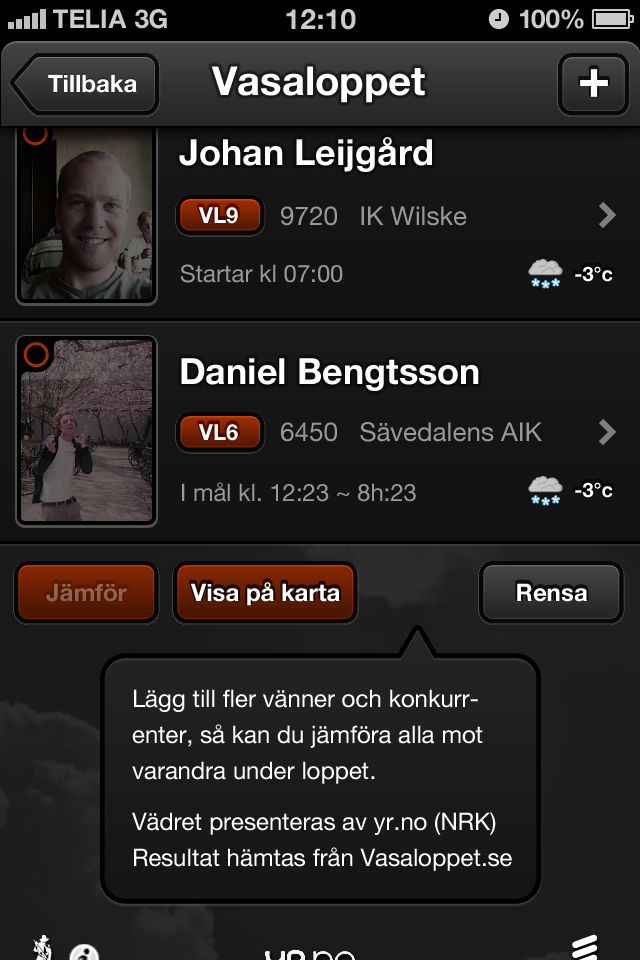 TELIA 3G 12:10 100%
Tillbaka Vasaloppet +
Johan Leijgård
VL9 9720 IK Wilske
Startar kl 07:00 -3°c
Daniel Bengtsson
VL6 6450 Sävedalens AIK
I mål kl. 12:23 ~ 8h:23 -3°c
Jämför Visa på karta Rensa
Lägg till fler vänner och konkurr-
enter, så kan du jämföra alla mot
varandra under loppet.
Vädret presenteras av yr.no (NRK)
Resultat hämtas från Vasaloppet.se